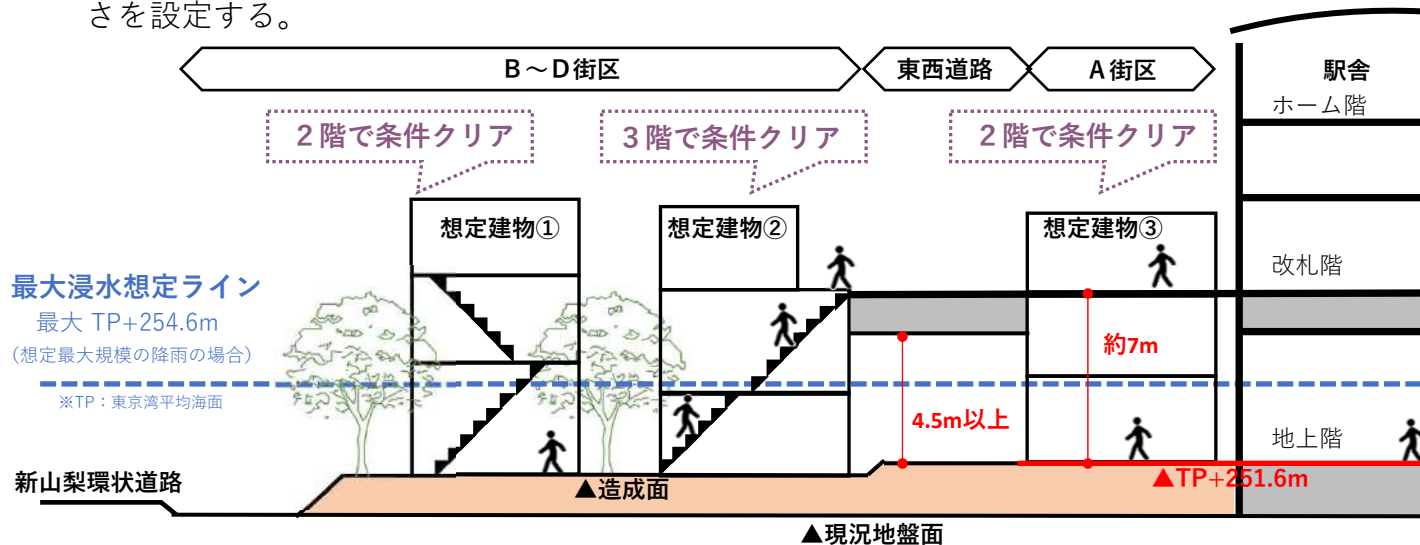 さを設定する。
B～D街区
東西道路
A街区
駅舎
ホーム階
２階で条件クリア
３階で条件クリア
２階で条件クリア
想定建物①
想定建物②
想定建物③
改札階
最大浸水想定ライン
最大 TP+254.6m
(想定最大規模の降雨の場合)
※TP：東京湾平均海面
約7m
4.5m以上
地上階
新山梨環状道路
▲造成面
▲TP+251.6m
▲現況地盤面